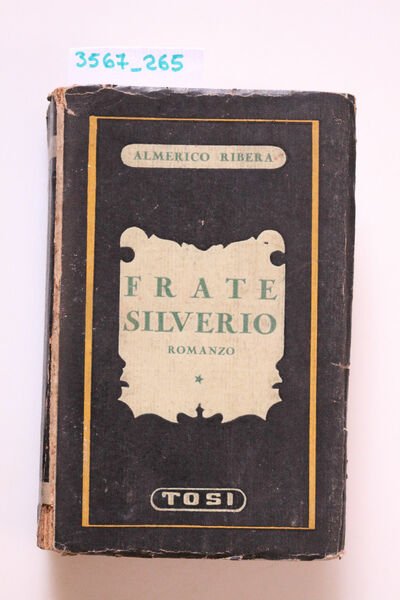 3567_265
ALMERICO RIBERA
FRATE
SILVERIO
ROMANZO
TOSI